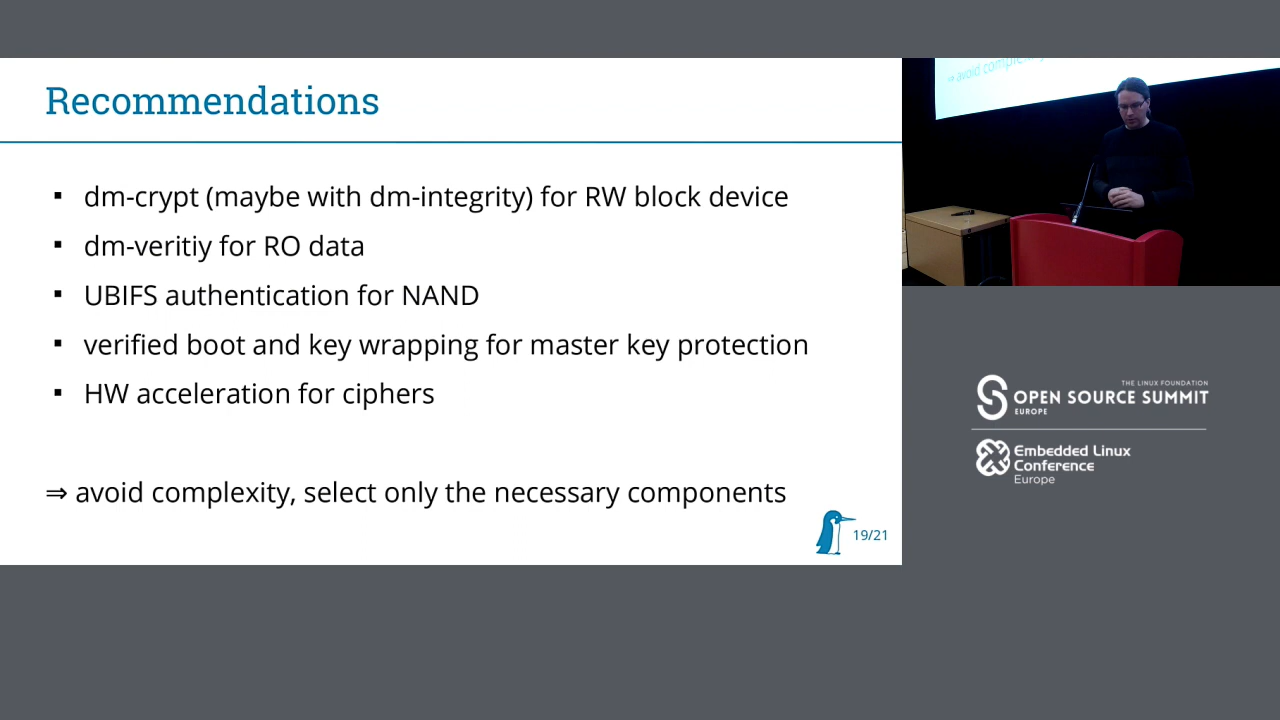 Recommendations
▪ dm-crypt (maybe with dm-integrity) for RW block device
▪ dm-veritiy for RO data
▪ UBIFS authentication for NAND
▪ verified boot and key wrapping for master key protection
▪ HW acceleration for ciphers
⇒ avoid complexity, select only the necessary components
19/21
⇒ avoid complexity
THE LINUX FOUNDATION
OPEN SOURCE SUMMIT
EUROPE
Embedded Linux
Conference
Europe